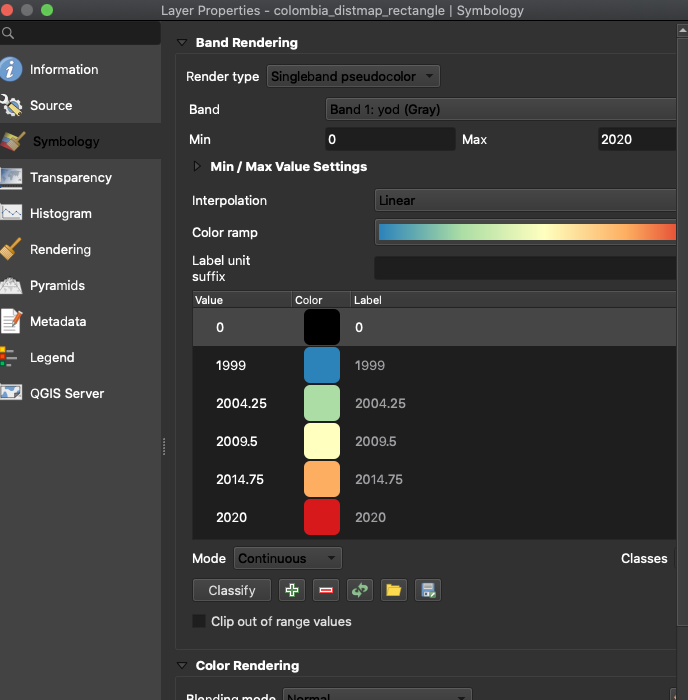 Layer Properties - colombia_distmap_rectangle | Symbology
Information
Source
Symbology
Transparency
Histogram
Rendering
Pyramids
Metadata
Legend
QGIS Server
Band Rendering
Render type Singleband pseudocolor
Band Band 1: yod (Gray)
Min 0 Max 2020
Min / Max Value Settings
Interpolation Linear
Color ramp
Label unit
suffix
Value Color Label
0 0
1999 1999
2004.25 2004.25
2009.5 2009.5
2014.75 2014.75
2020 2020
Mode Continuous Classes
Classify
Clip out of range values
Color Rendering
Blending mode Normal